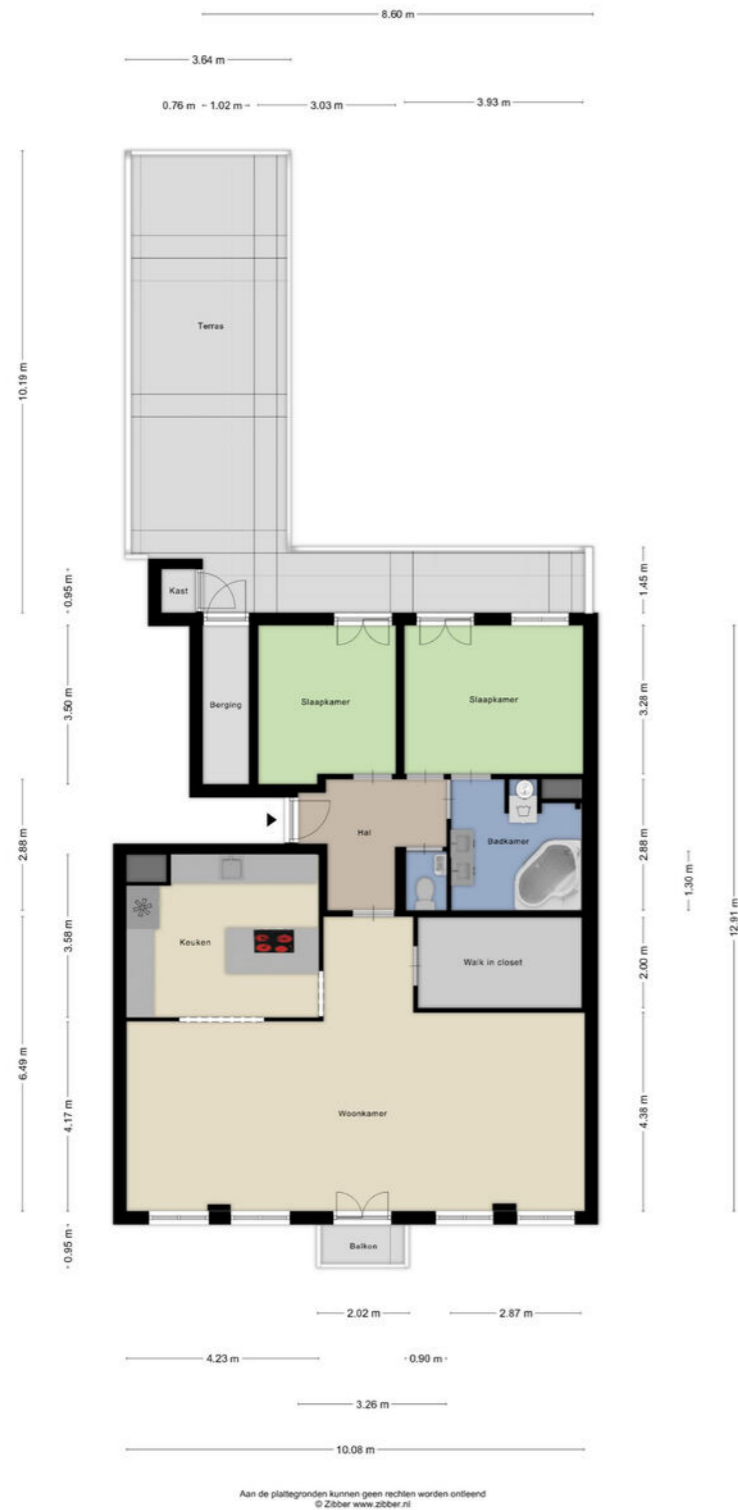 8.60 m
3.64 m
0.76 m 1.02 m 3.03 m 3.93 m
10.19 m
Terras
0.95 m
Kast
1.45 m
3.50 m
Berging
Slaapkamer
Slaapkamer
3.28 m
2.88 m
Hal
Badkamer
2.88 m
1.30 m
12.91 m
3.58 m
Keuken
Walk in closet
2.00 m
6.49 m
4.17 m
Woonkamer
4.38 m
0.95 m
Balkon
2.02 m 2.87 m
4.23 m 0.90 m
3.26 m
10.08 m
Aan de plattegronden kunnen geen rechten worden ontleend
© Zibber www.zibber.nl